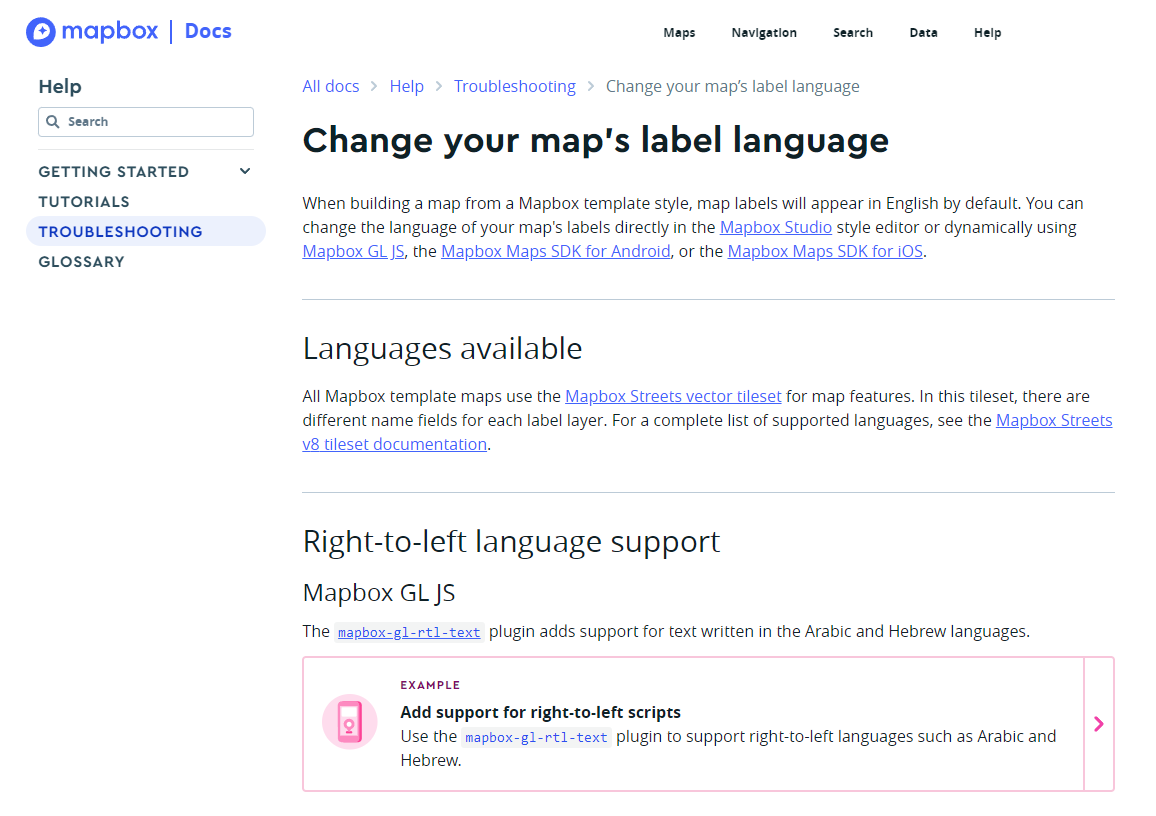 mapbox | Docs
Maps Navigation Search Data Help
Help
Search
GETTING STARTED
TUTORIALS
TROUBLESHOOTING
GLOSSARY
All docs > Help > Troubleshooting > Change your map’s label language
Change your map's label language
When building a map from a Mapbox template style, map labels will appear in English by default. You can
change the language of your map's labels directly in the Mapbox Studio style editor or dynamically using
Mapbox GL JS, the Mapbox Maps SDK for Android, or the Mapbox Maps SDK for iOS.
Languages available
All Mapbox template maps use the Mapbox Streets vector tileset for map features. In this tileset, there are
different name fields for each label layer. For a complete list of supported languages, see the Mapbox Streets
v8 tileset documentation.
Right-to-left language support
Mapbox GL JS
The mapbox-gl-rtl-text plugin adds support for text written in the Arabic and Hebrew languages.
EXAMPLE
Add support for right-to-left scripts
Use the mapbox-gl-rtl-text plugin to support right-to-left languages such as Arabic and
Hebrew.